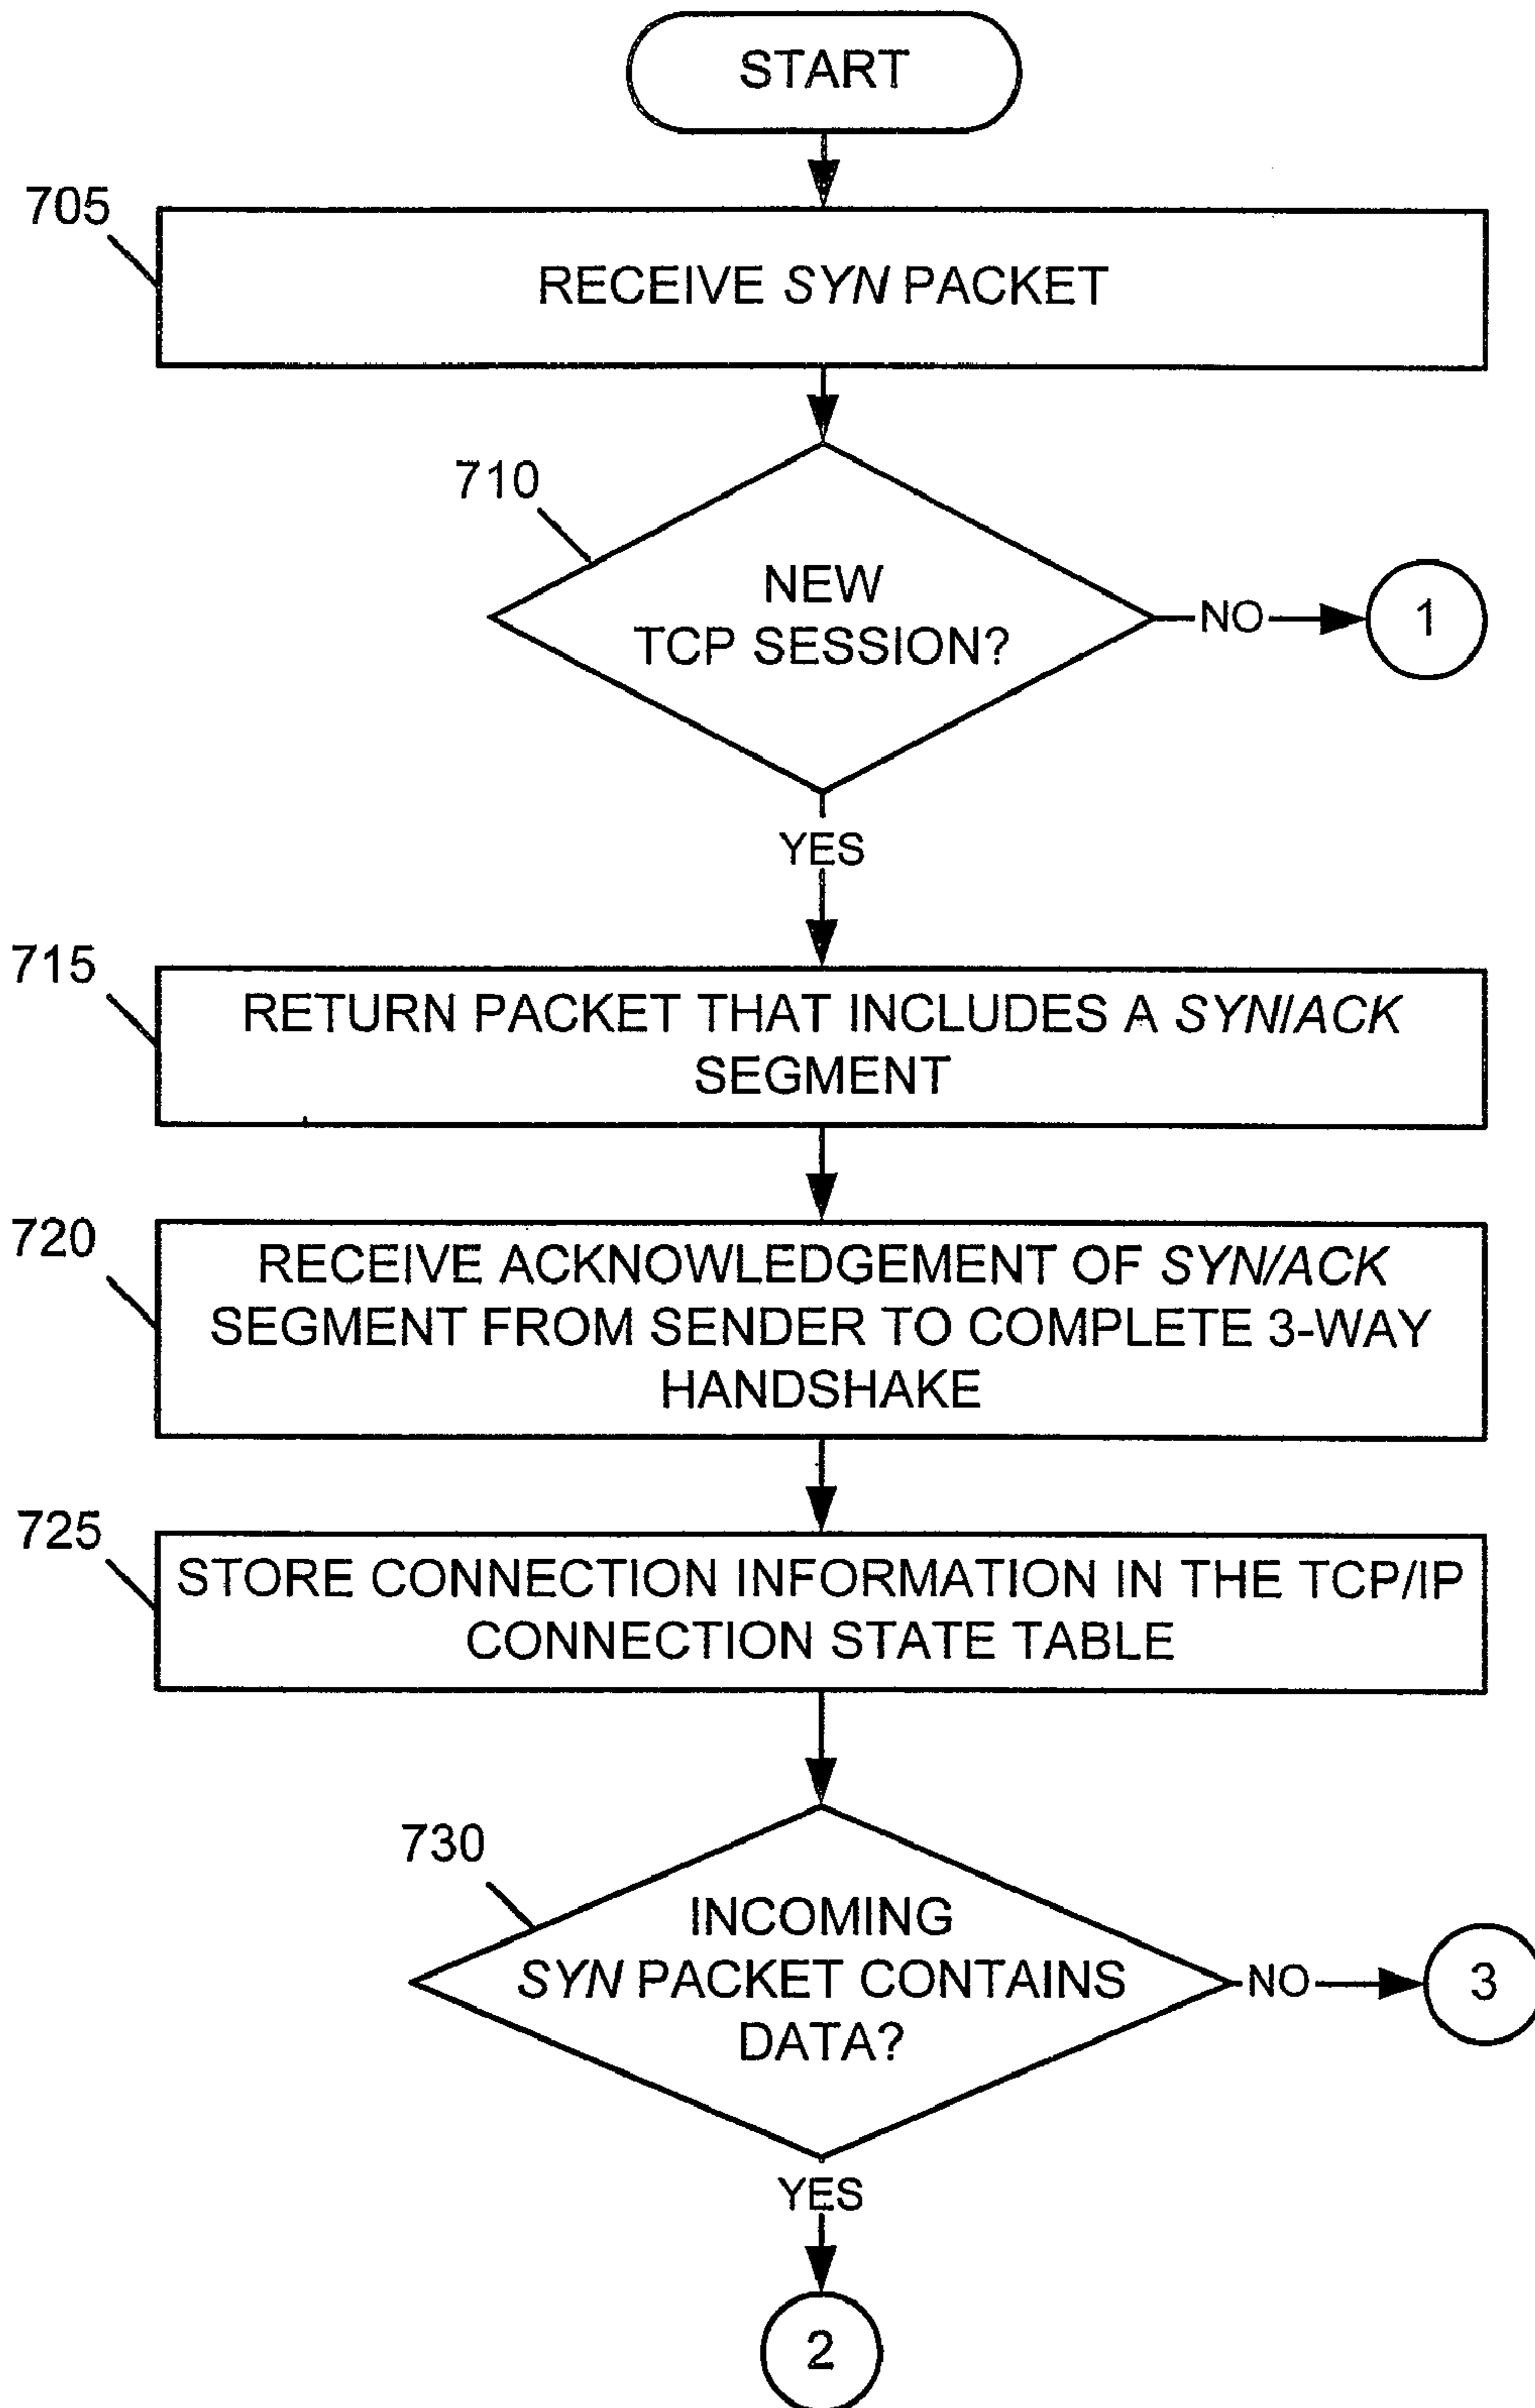 START
705
RECEIVE SYN PACKET
710
NEW
TCP SESSION?
NO
1
YES
715
RETURN PACKET THAT INCLUDES A SYN/ACK
SEGMENT
720
RECEIVE ACKNOWLEDGEMENT OF SYN/ACK
SEGMENT FROM SENDER TO COMPLETE 3-WAY
HANDSHAKE
725
STORE CONNECTION INFORMATION IN THE TCP/IP
CONNECTION STATE TABLE
730
INCOMING
SYN PACKET CONTAINS
DATA?
NO
3
YES
2